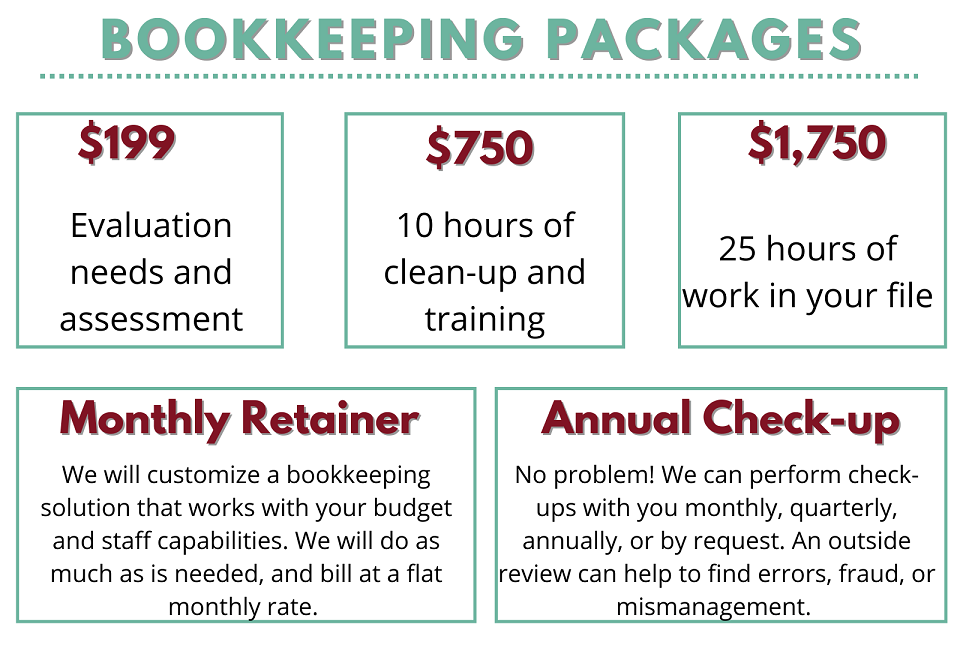 BOOKKEEPING PACKAGES
$199
Evaluation
needs and
assessment
$750
10 hours of
clean-up and
training
$1,750
25 hours of
work in your file
Monthly Retainer
We will customize a bookkeeping
solution that works with your budget
and staff capabilities. We will do as
much as is needed, and bill at a flat
monthly rate.
Annual Check-up
No problem! We can perform check-
ups with you monthly, quarterly,
annually, or by request. An outside
review can help to find errors, fraud, or
mismanagement.